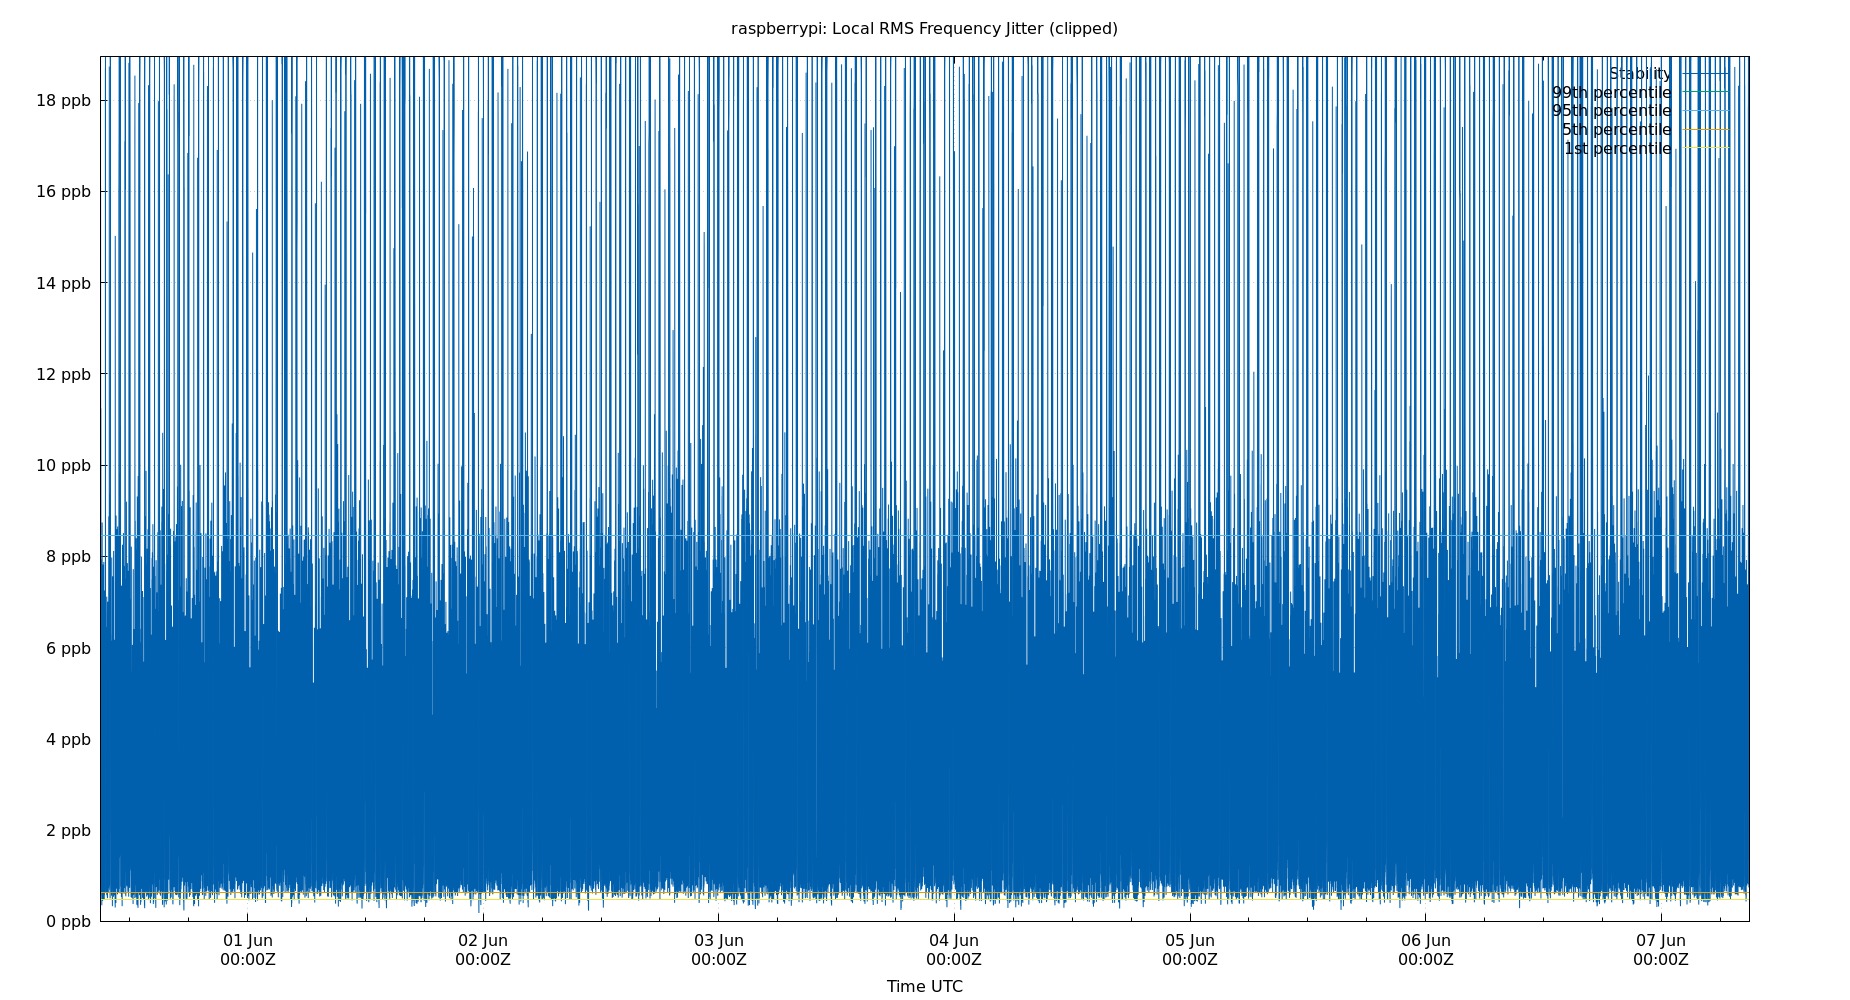 raspberrypi: Local RMS Frequency Jitter (clipped)
Stability
99th percentile
95th percentile
5th percentile
1st percentile
18 ppb
16 ppb
14 ppb
12 ppb
10 ppb
8 ppb
6 ppb
4 ppb
2 ppb
0 ppb
01 Jun 02 Jun 03 Jun 04 Jun 05 Jun 06 Jun 07 Jun
00:00Z 00:00Z 00:00Z 00:00Z 00:00Z 00:00Z 00:00Z
Time UTC